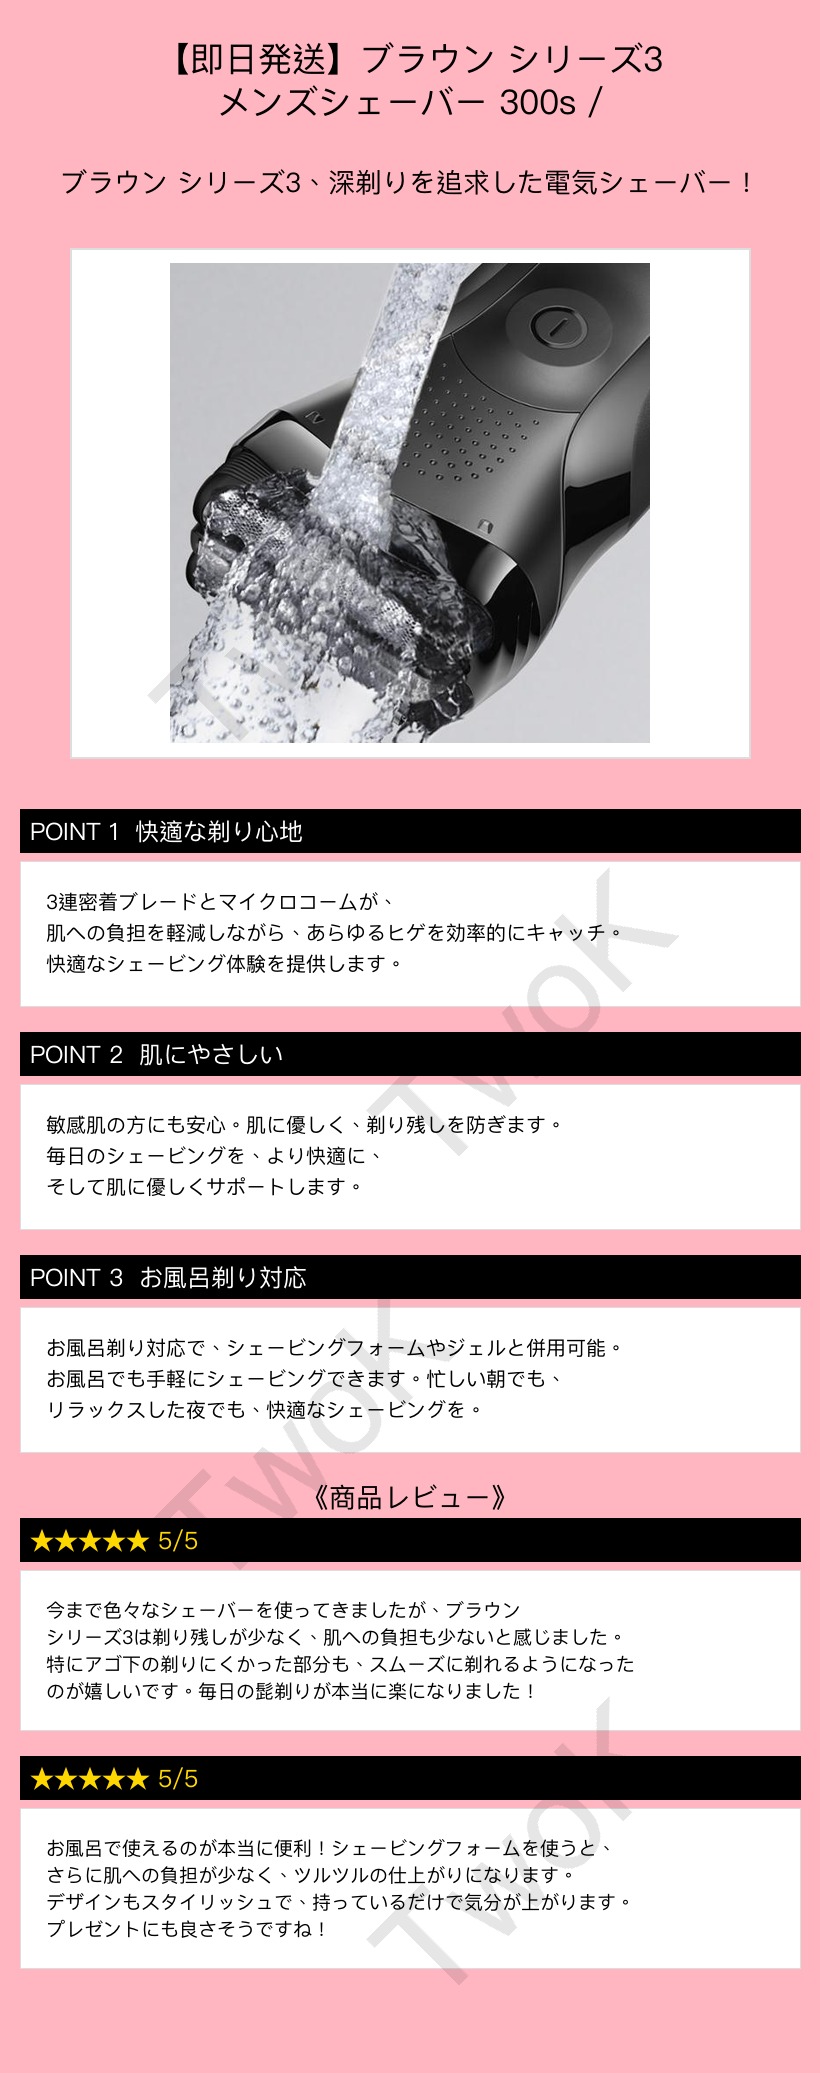 【即日発送】ブラウン シリーズ3
メンズシェーバー 300s /
ブラウン シリーズ3、深剃りを追求した電気シェーバー！
POINT 1 快適な剃り心地
3連密着ブレードとマイクロコームが、
肌への負担を軽減しながら、あらゆるヒゲを効率的にキャッチ。
快適なシェービング体験を提供します。
POINT 2 肌にやさしい
敏感肌の方にも安心。肌に優しく、剃り残しを防ぎます。
毎日のシェービングを、より快適に、
そして肌に優しくサポートします。
POINT 3 お風呂剃り対応
お風呂剃り対応で、シェービングフォームやジェルと併用可能。
お風呂でも手軽にシェービングできます。忙しい朝でも、
リラックスした夜でも、快適なシェービングを。
《商品レビュー》
★★★★★ 5/5
今まで色々なシェーバーを使ってきましたが、ブラウン
シリーズ3は剃り残しが少なく、肌への負担も少ないと感じました。
特にアゴ下の剃りにくかった部分も、スムーズに剃れるようになった
のが嬉しいです。毎日の髭剃りが本当に楽になりました！
★★★★★ 5/5
お風呂で使えるのが本当に便利！シェービングフォームを使うと、
さらに肌への負担が少なく、ツルツルの仕上がりになります。
デザインもスタイリッシュで、持っているだけで気分が上がります。
プレゼントにも良さそうですね！
Tw
TwoK
TwoK
TwoK